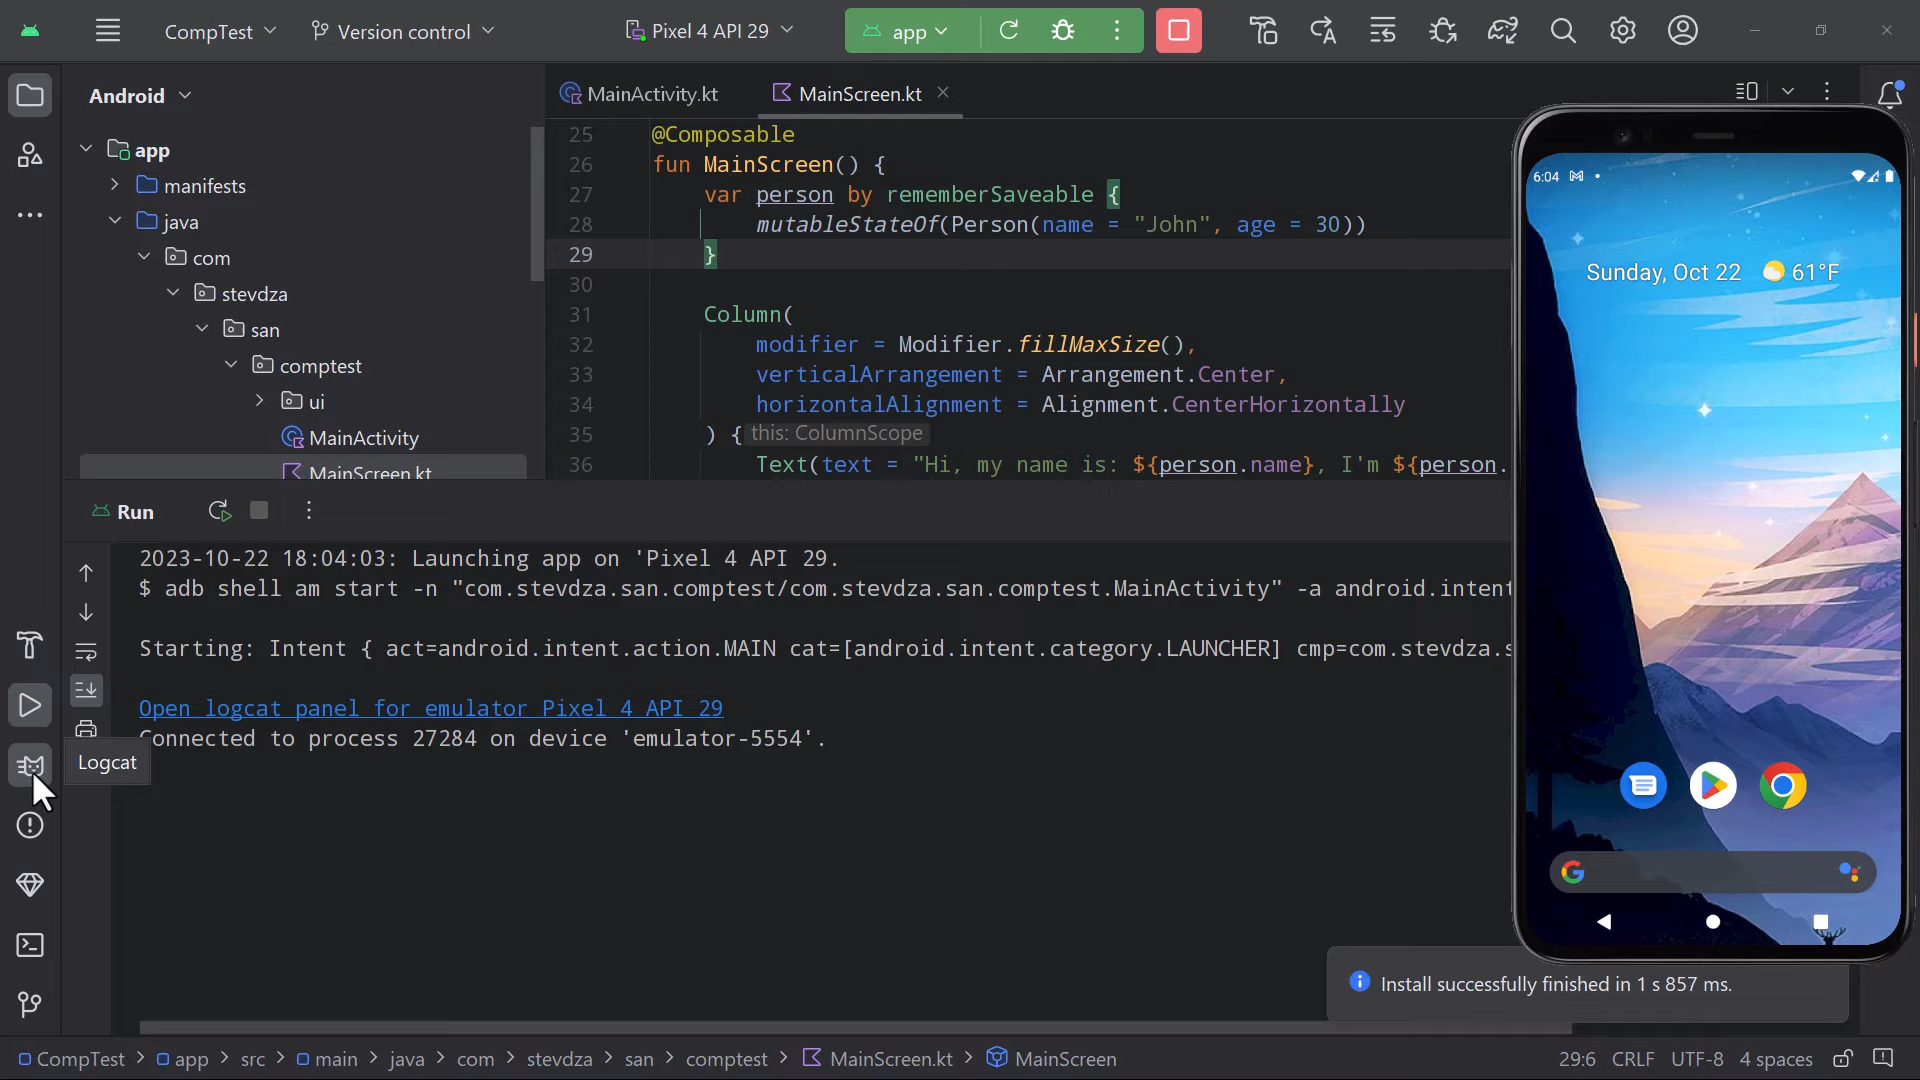 CompTest
Version control
Pixel 4 API 29
app
Android
MainActivity.kt
MainScreen.kt
app
manifests
java
com
stevdza
san
comptest
ui
MainActivity
MainScreen.kt
25 @Composable
26 fun MainScreen() {
27 var person by rememberSaveable {
28 mutableStateOf(Person(name = "John", age = 30))
29 }
30
31 Column(
32 modifier = Modifier.fillMaxSize(),
33 verticalArrangement = Arrangement.Center,
34 horizontalAlignment = Alignment.CenterHorizontally
35 ) { this: ColumnScope
36 Text(text = "Hi, my name is: ${person.name}, I'm ${person.
6:04
Sunday, Oct 22 61°F
Run
2023-10-22 18:04:03: Launching app on 'Pixel 4 API 29.
$ adb shell am start -n "com.stevdza.san.comptest/com.stevdza.san.comptest.MainActivity" -a android.intent
Starting: Intent { act=android.intent.action.MAIN cat=[android.intent.category.LAUNCHER] cmp=com.stevdza.s
Open logcat panel for emulator Pixel 4 API 29
Connected to process 27284 on device 'emulator-5554'.
Logcat
Install successfully finished in 1 s 857 ms.
CompTest > app > src > main > java > com > stevdza > san > comptest > MainScreen.kt > MainScreen
29:6 CRLF UTF-8 4 spaces